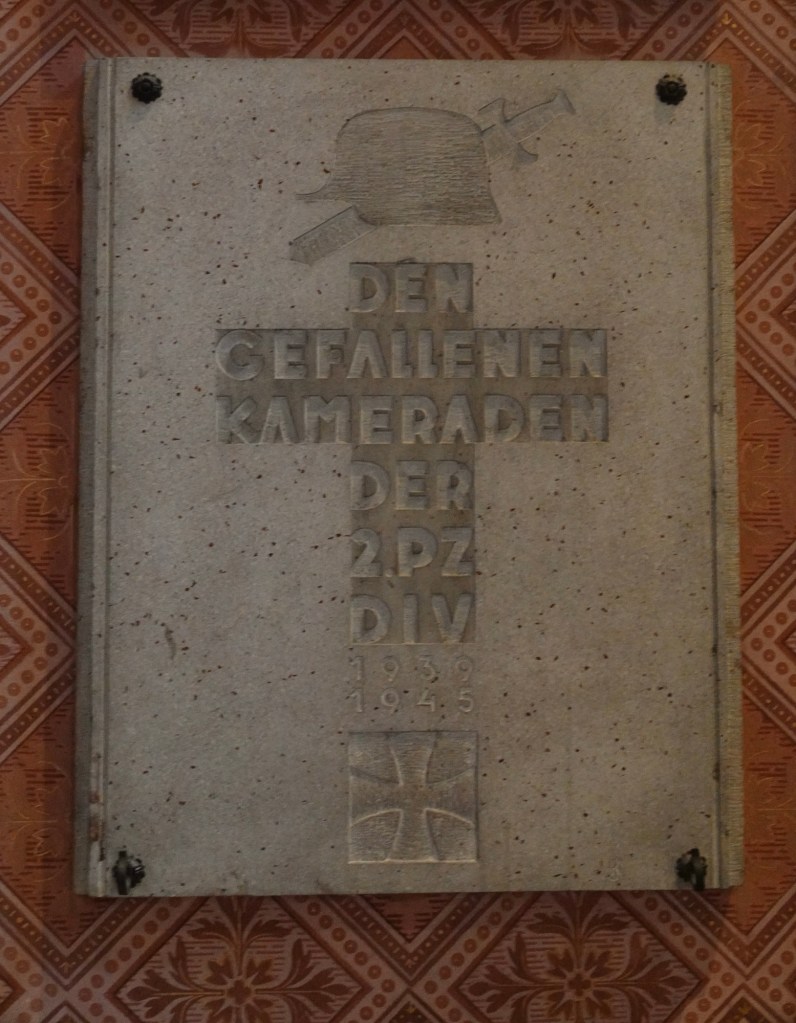 DEN
GEFALLENEN
KAMERADEN
DER
2.PZ
DIV
1939
1945